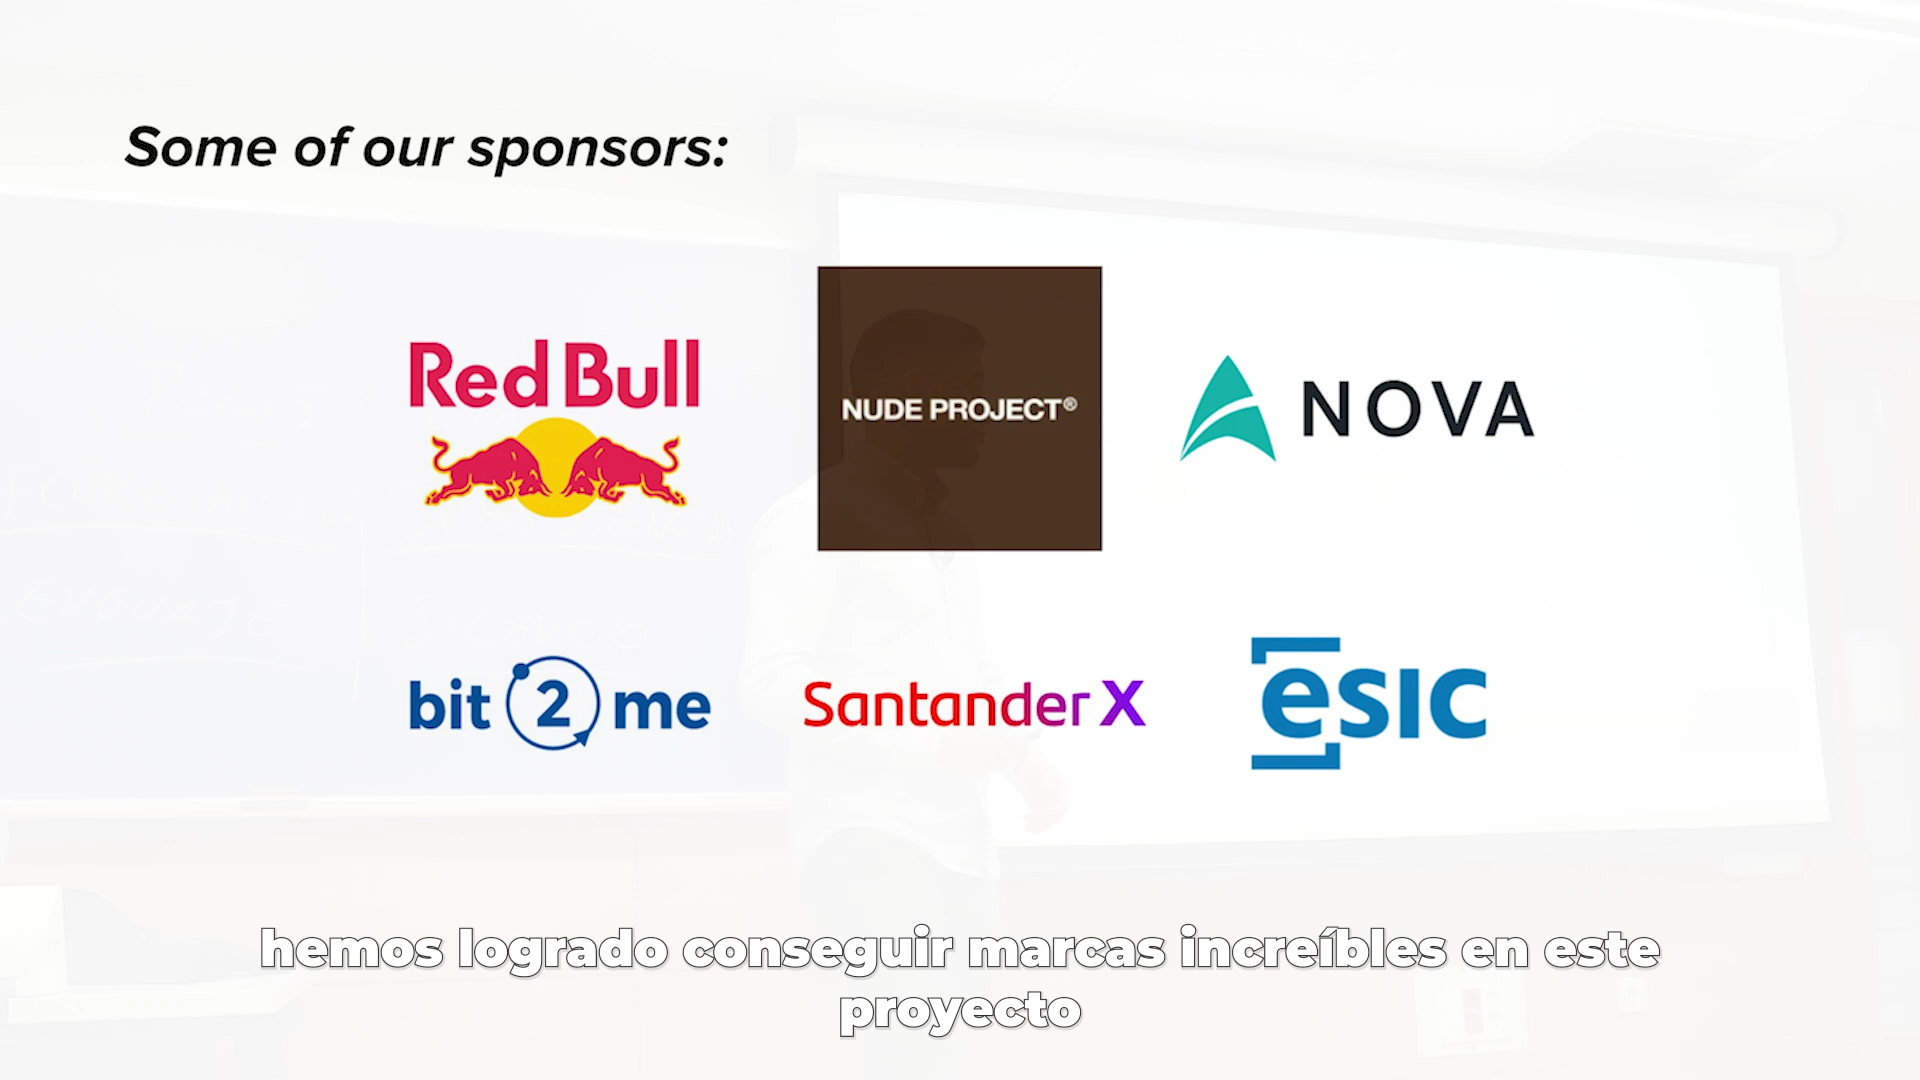 Some of our sponsors:
Red Bull
NUDE PROJECT®
NOVA
bit 2 me
Santander X
esic
hemos logrado conseguir marcas increíbles en este
proyecto